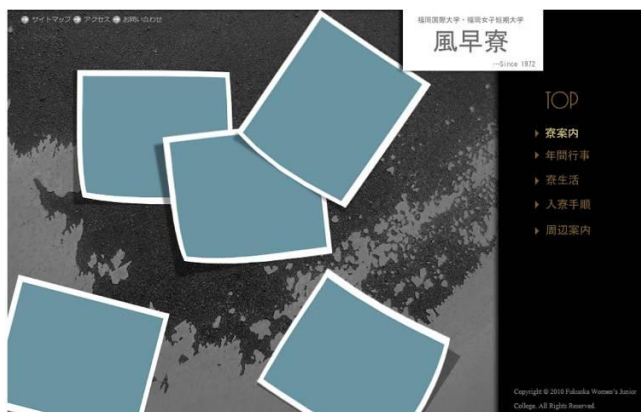 サイトマップ アクセス お問い合わせ
福岡国際大学・福岡女子短期大学
風早寮
…Since 1972
TOP
寮案内
年間行事
寮生活
入寮手順
周辺案内
Copyright © 2010 Fukuoka Women's Junior
College. All Rights Reserved.